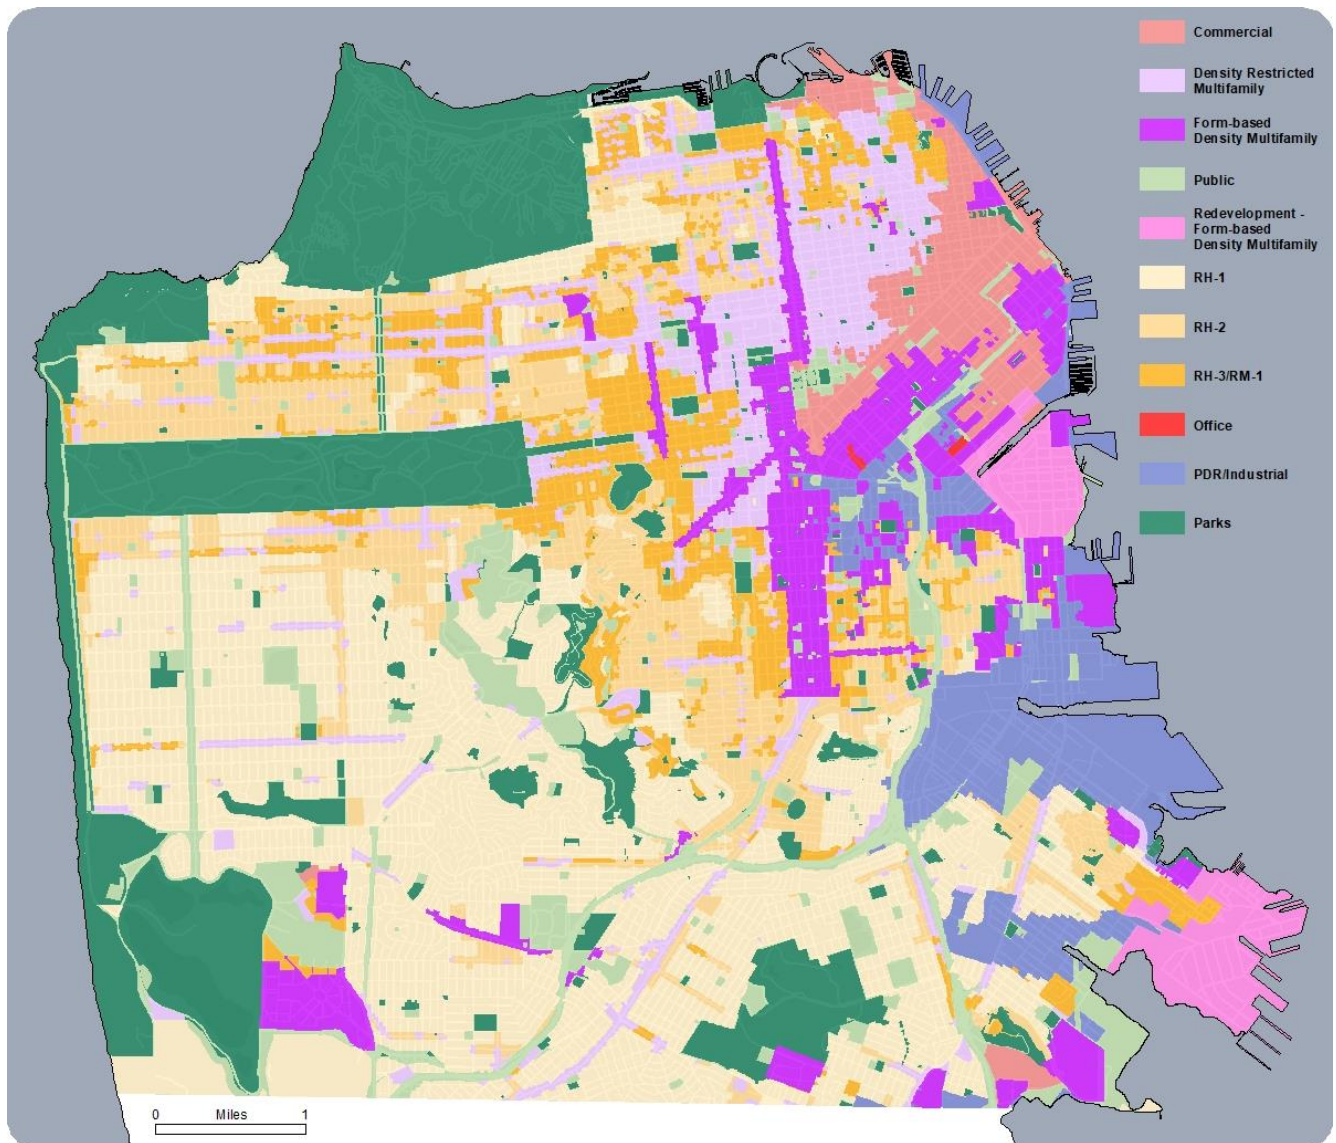 Commercial
Density Restricted
Multifamily
Form-based
Density Multifamily
Public
Redevelopment -
Form-based
Density Multifamily
RH-1
RH-2
RH-3/RM-1
Office
PDR/Industrial
Parks
0 Miles 1